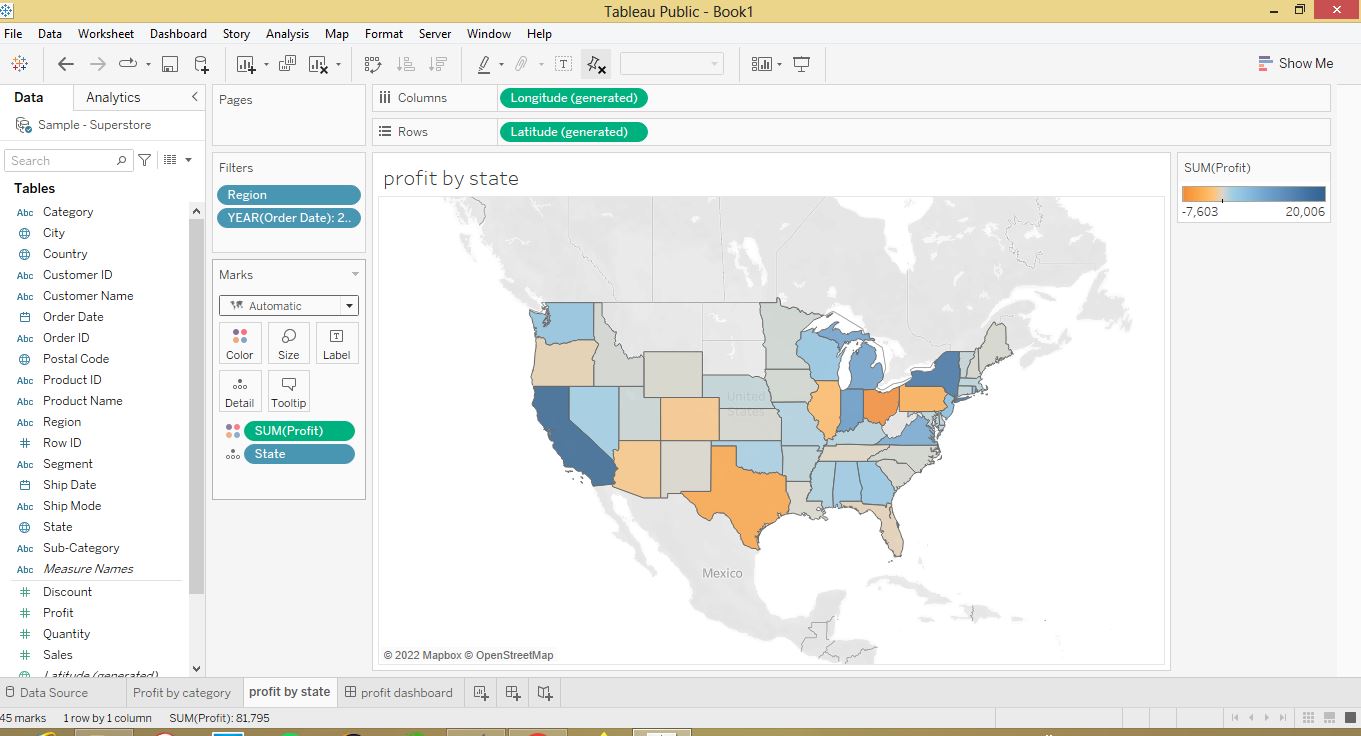 Tableau Public - Book1
File Data Worksheet Dashboard Story Analysis Map Format Server Window Help
Show Me
Data Analytics
Sample - Superstore
Search
Tables
Abc Category
City
Country
Abc Customer ID
Abc Customer Name
Order Date
Abc Order ID
Postal Code
Abc Product ID
Abc Product Name
Abc Region
Row ID
Abc Segment
Ship Date
Abc Ship Mode
State
Abc Sub-Category
Abc Measure Names
Discount
Profit
Quantity
Sales
Latitude (generated)
Pages
Filters
Region
YEAR(Order Date): 2..
Marks
Automatic
Color Size Label
Detail Tooltip
SUM(Profit)
State
Columns Longitude (generated)
Rows Latitude (generated)
profit by state
United
States
Mexico
© 2022 Mapbox © OpenStreetMap
SUM(Profit)
-7,603 20,006
Data Source Profit by category profit by state profit dashboard
45 marks 1 row by 1 column SUM(Profit): 81,795